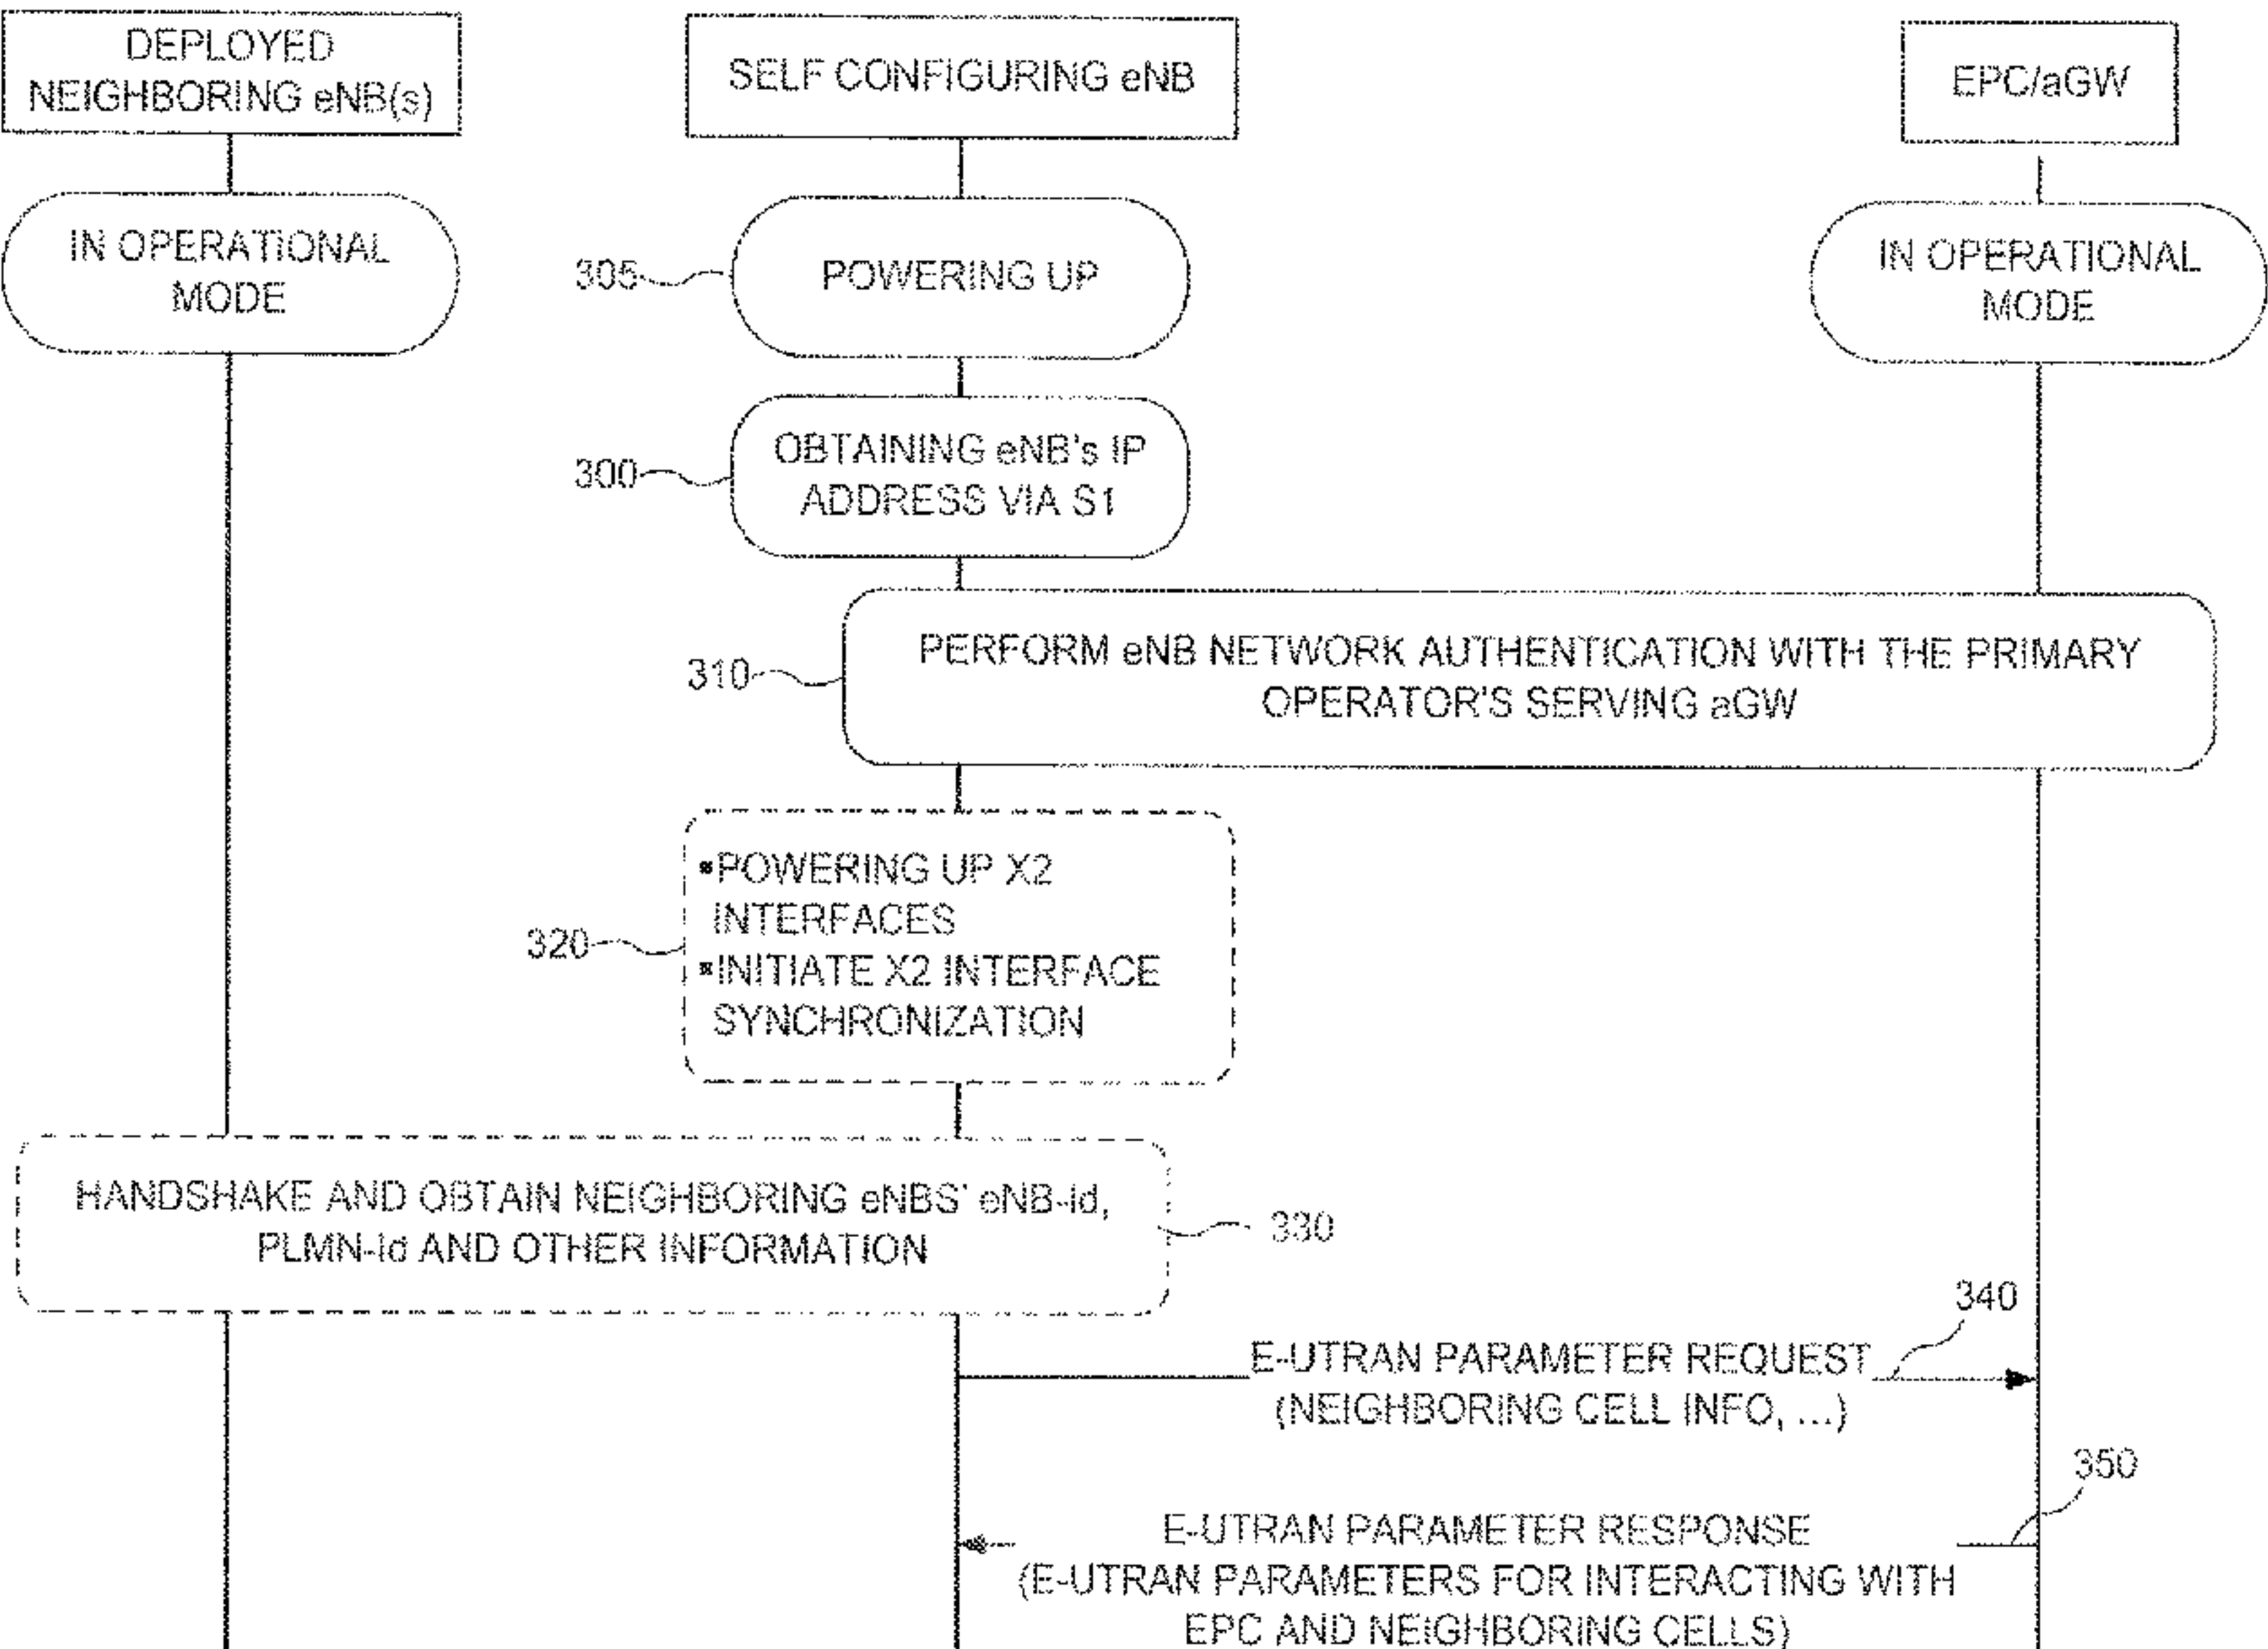 DEPLOYED
NEIGHBORING eNB(s)
SELF CONFIGURING eNB
EPC/aGW
IN OPERATIONAL
MODE
305
POWERING UP
IN OPERATIONAL
MODE
300
OBTAINING eNB's IP
ADDRESS VIA S1
310
PERFORM eNB NETWORK AUTHENTICATION WITH THE PRIMARY
OPERATOR'S SERVING aGW
320
•POWERING UP X2
INTERFACES
•INITIATE X2 INTERFACE
SYNCHRONIZATION
HANDSHAKE AND OBTAIN NEIGHBORING eNBS' eNB-id,
PLMN-id AND OTHER INFORMATION
330
340
E-UTRAN PARAMETER REQUEST
(NEIGHBORING CELL INFO, ...)
350
E-UTRAN PARAMETER RESPONSE
(E-UTRAN PARAMETERS FOR INTERACTING WITH
EPC AND NEIGHBORING CELLS)